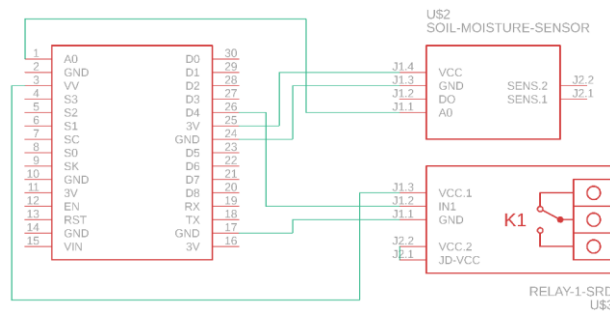 U$2
SOIL-MOISTURE-SENSOR
1 A0 D0 30
2 GND D1 29
3 VV D2 28
4 S3 D3 27
5 S2 D4 26
6 S1 3V 25
7 SC GND 24
8 S0 D5 23
9 SK D6 22
10 GND D7 21
11 3V D8 20
12 EN RX 19
13 RST TX 18
14 GND GND 17
15 VIN 3V 16
J1.4 VCC
J1.3 GND SENS.2 J2.2
J1.2 DO SENS.1 J2.1
J1.1 A0
J1.3 VCC.1
J1.2 IN1
J1.1 GND
K1
J2.2 VCC.2
J2.1 JD-VCC
RELAY-1-SRD
U$3